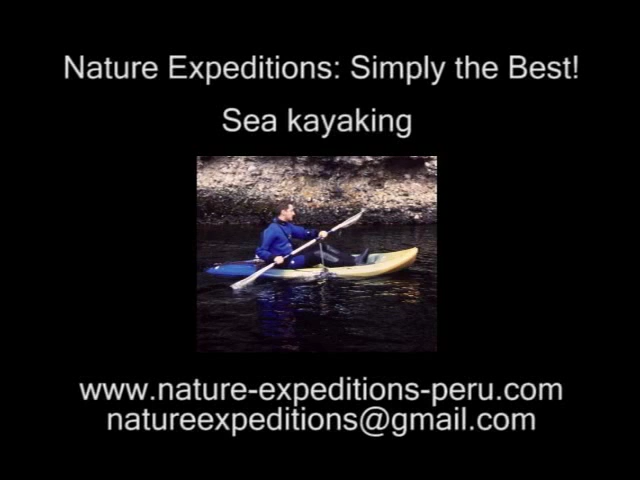 Nature Expeditions: Simply the Best!
Sea kayaking
www.nature-expeditions-peru.com
natureexpeditions@gmail.com